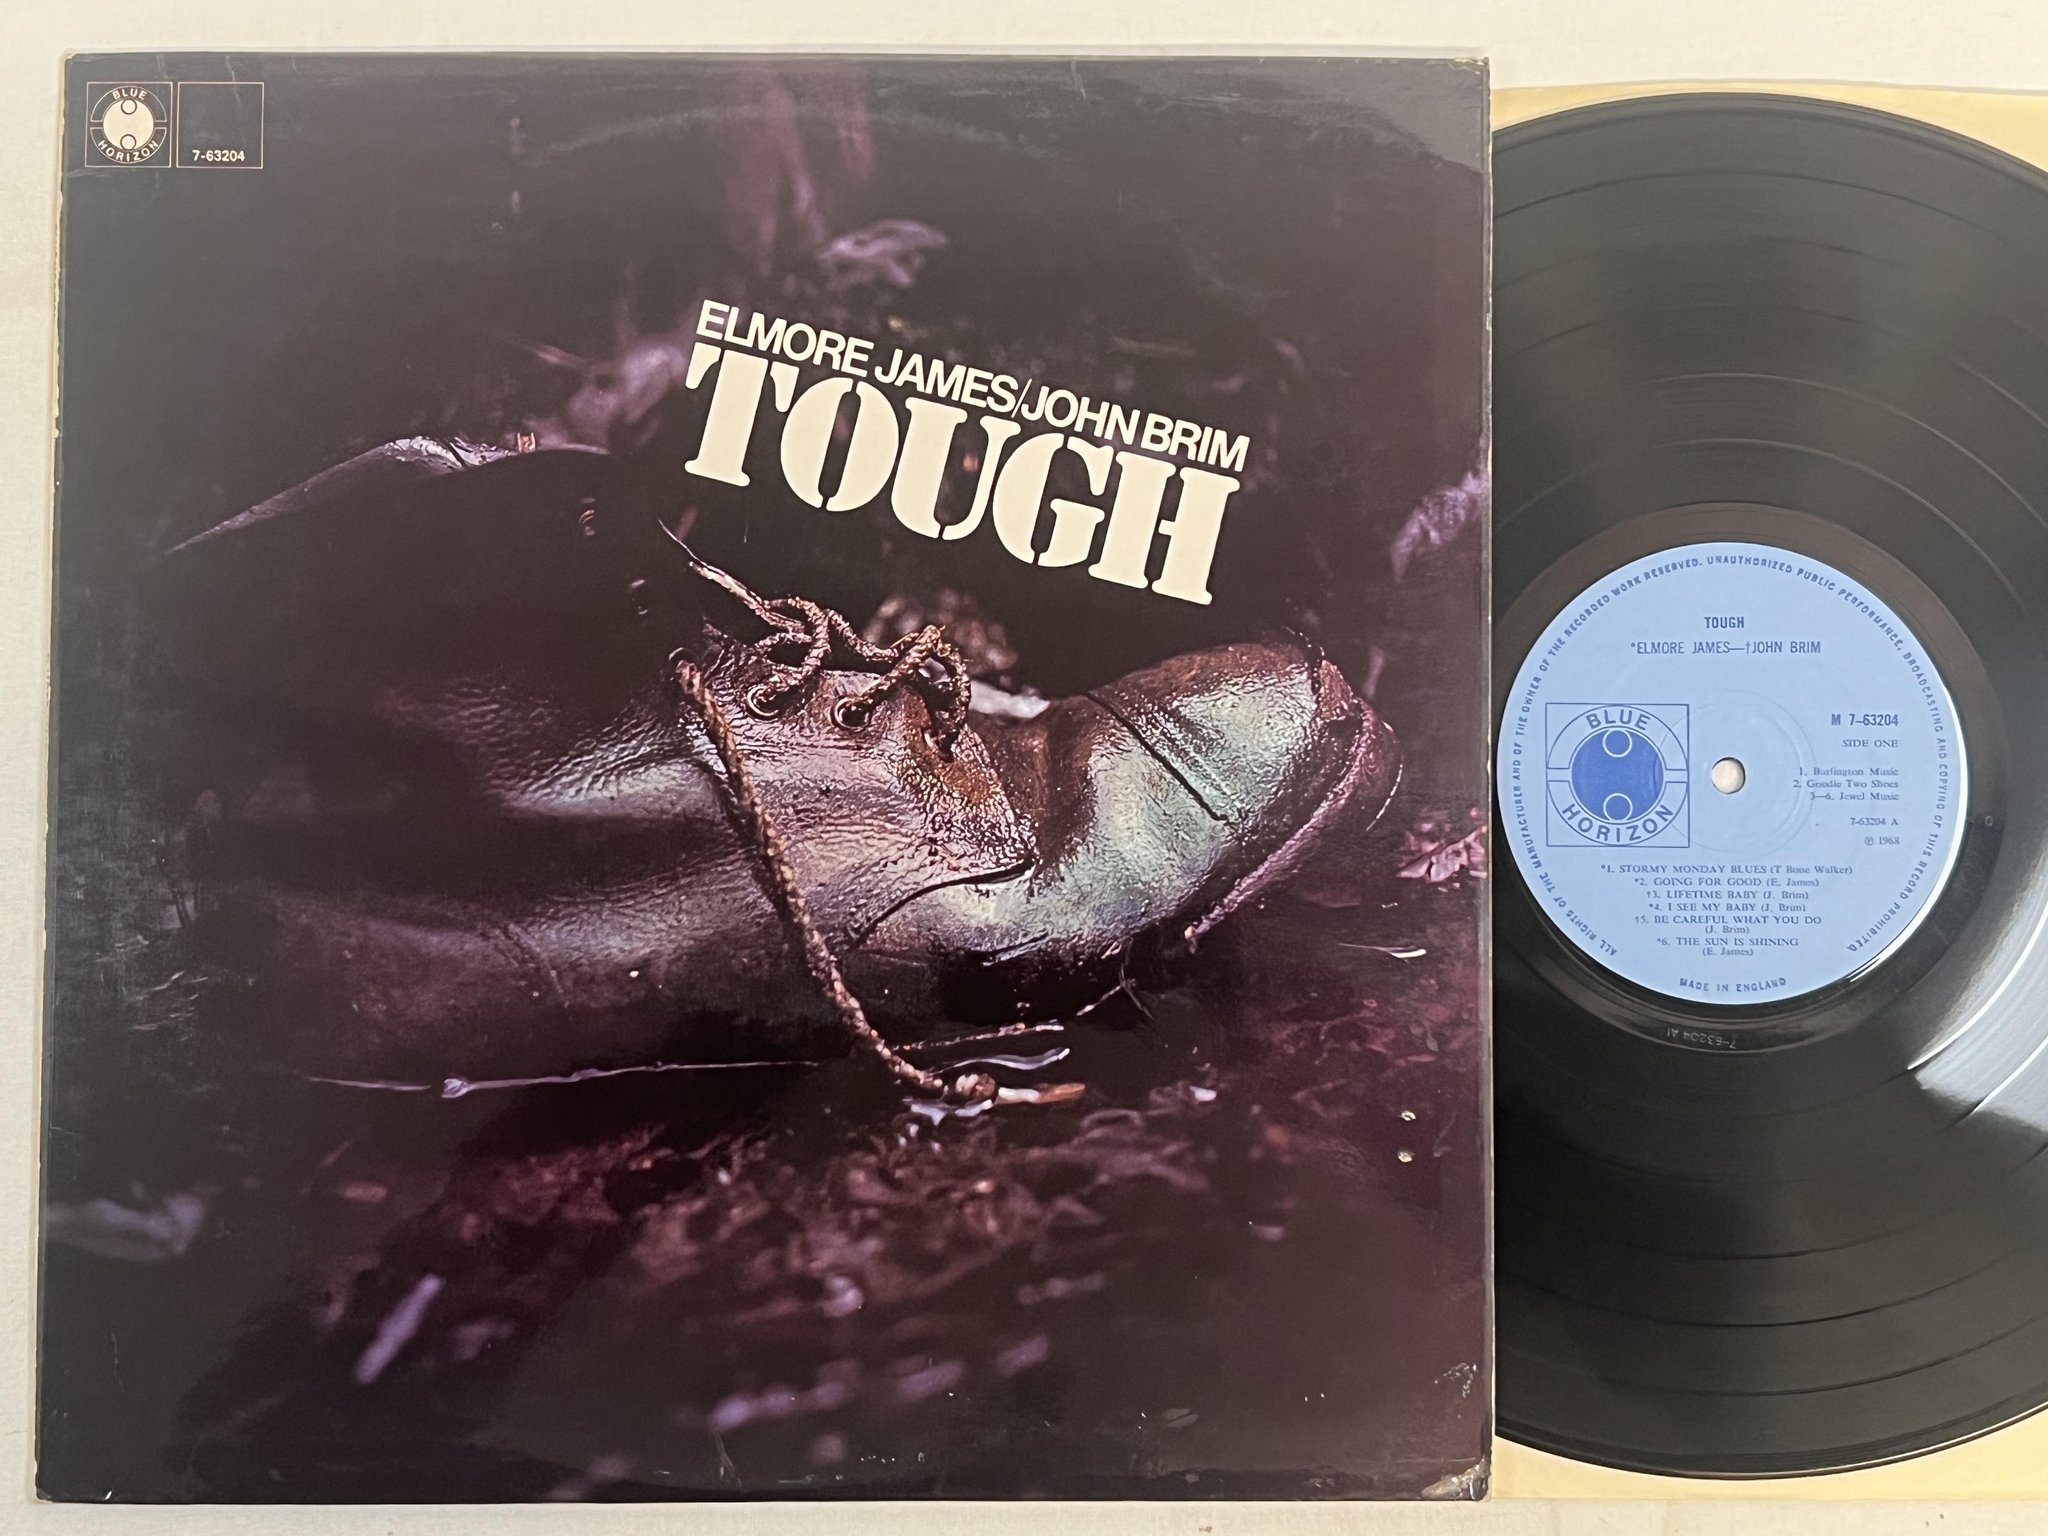 BLUE
HORIZON
7-63204
ELMORE JAMES/JOHN BRIM
TOUGH
ALL RIGHTS OF THE MANUFACTURER AND OF THE OWNER OF THE RECORDED WORK RESERVED. UNAUTHORIZED PUBLIC PERFORMANCE, BROADCASTING AND COPYING OF THIS RECORD PROHIBITED.
TOUGH
*ELMORE JAMES—†JOHN BRIM
BLUE
HORIZON
M 7-63204
SIDE ONE
1. Burlington Music
2. Goodie Two Shoes
3—6. Jewel Music
7-63204 A
℗ 1968
*1. STORMY MONDAY BLUES (T Bone Walker)
*2. GOING FOR GOOD (E. James)
†3. LIFETIME BABY (J. Brim)
*4. I SEE MY BABY (J. Brim)
†5. BE CAREFUL WHAT YOU DO
(J. Brim)
*6. THE SUN IS SHINING
(E. James)
MADE IN ENGLAND
7-63204 A1